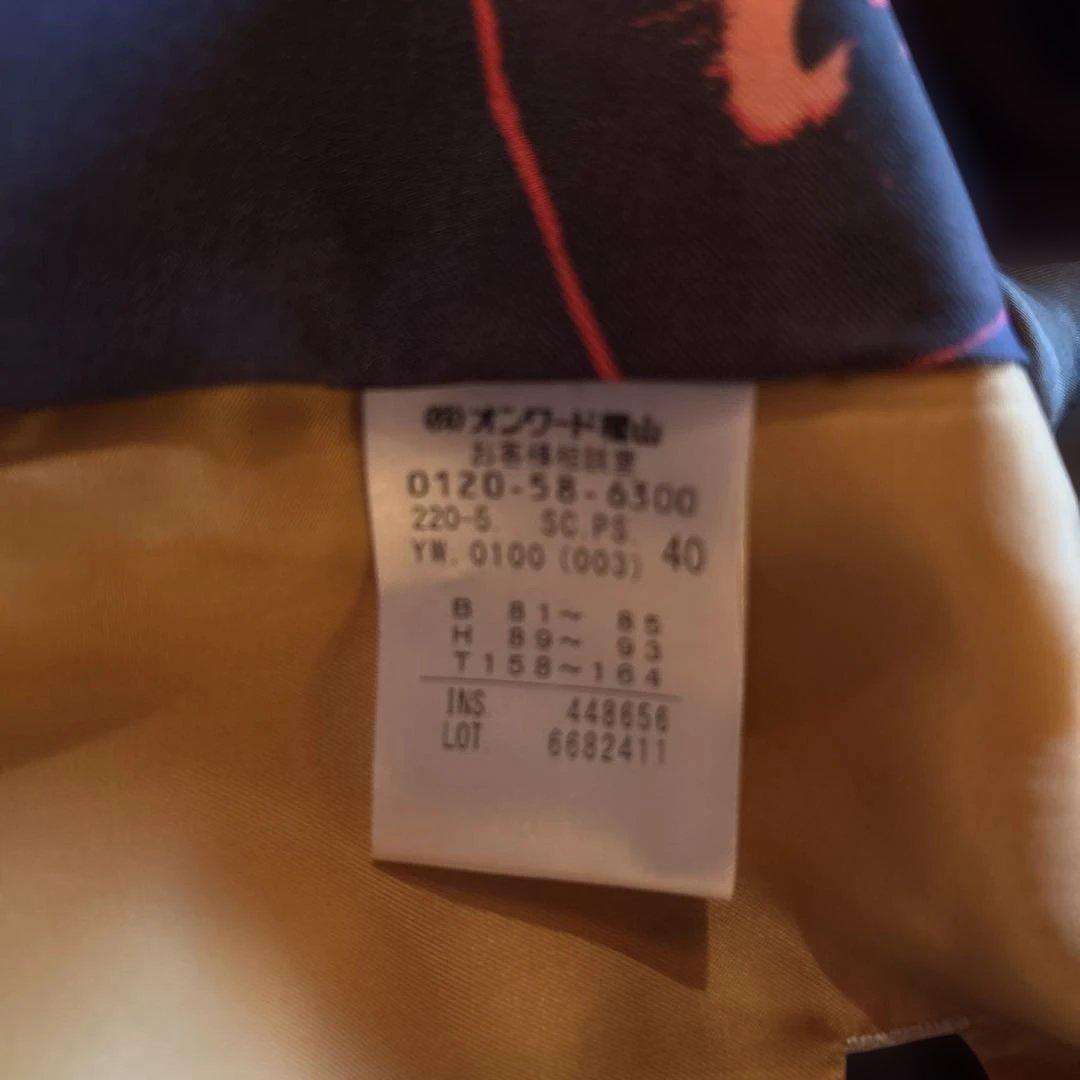 ㈱オンワード樫山
お客様相談室
0120-58-6300
220-5. SC.PS.
YW.0100 (003) 40
B 81～ 85
H 89～ 93
T158～164
INS 448656
LOT 6682411